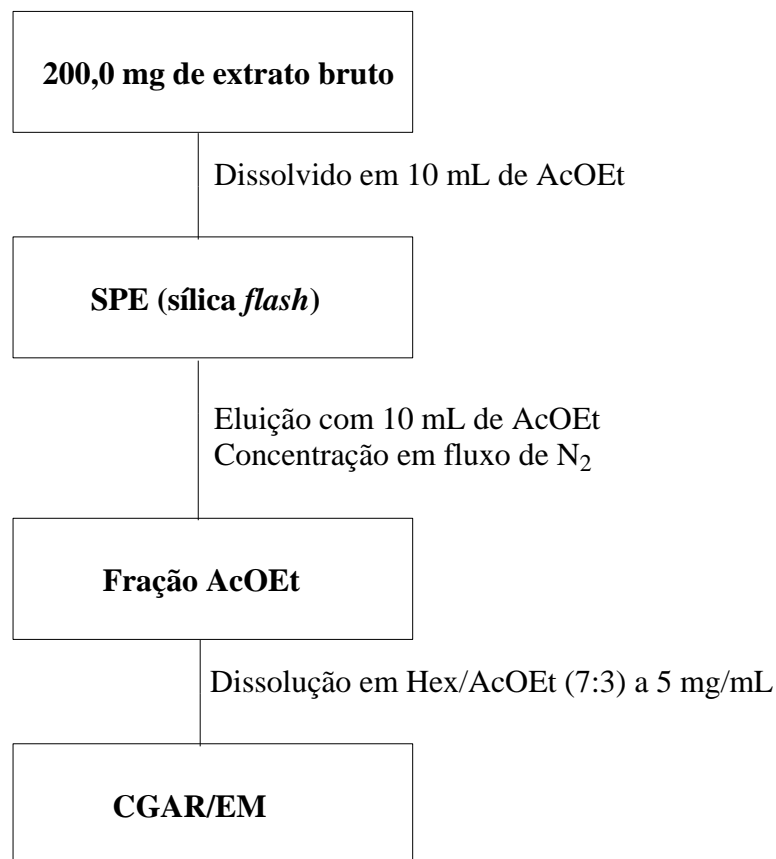 200,0 mg de extrato bruto
Dissolvido em 10 mL de AcOEt
SPE (sílica flash)
Eluição com 10 mL de AcOEt
Concentração em fluxo de N2
Fração AcOEt
Dissolução em Hex/AcOEt (7:3) a 5 mg/mL
CGAR/EM